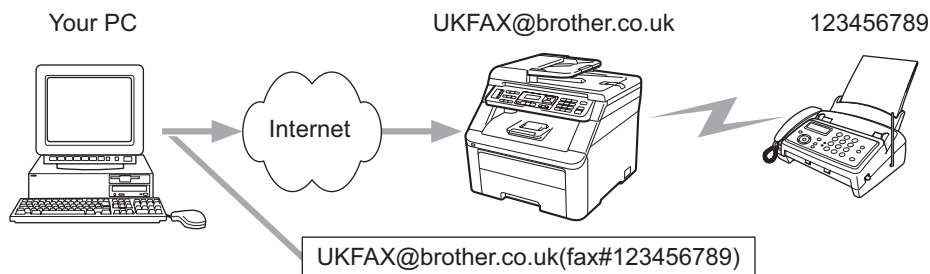 Your PC
UKFAX@brother.co.uk
123456789
Internet
UKFAX@brother.co.uk(fax#123456789)